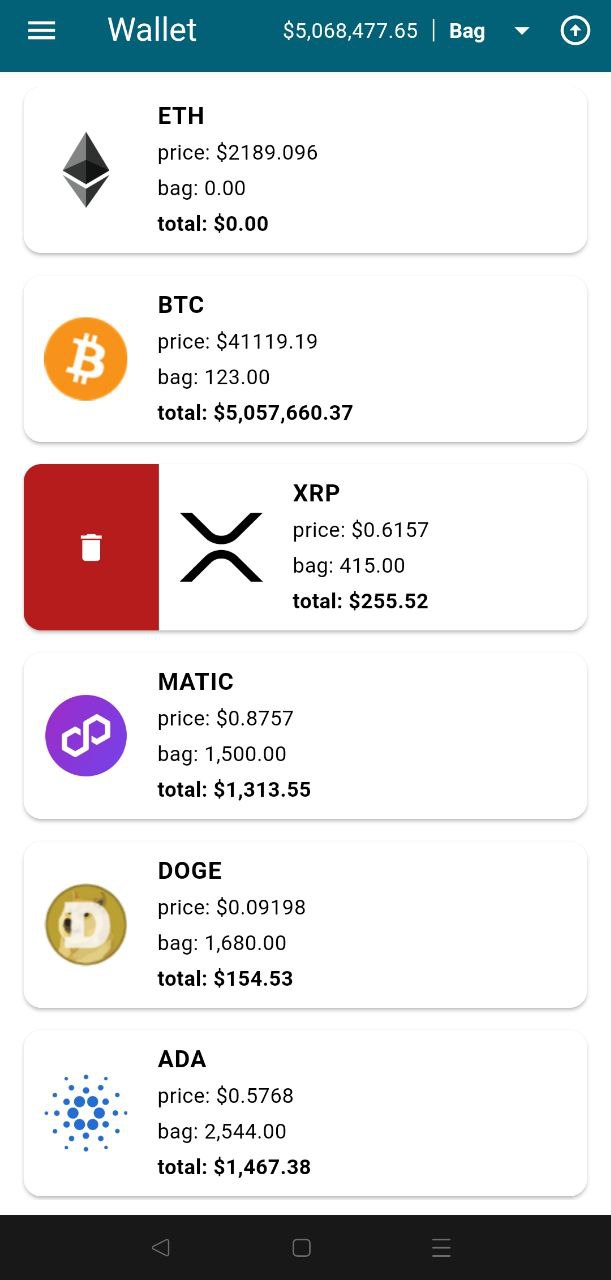 Wallet $5,068,477.65 | Bag
ETH
price: $2189.096
bag: 0.00
total: $0.00
BTC
price: $41119.19
bag: 123.00
total: $5,057,660.37
XRP
price: $0.6157
bag: 415.00
total: $255.52
MATIC
price: $0.8757
bag: 1,500.00
total: $1,313.55
DOGE
price: $0.09198
bag: 1,680.00
total: $154.53
ADA
price: $0.5768
bag: 2,544.00
total: $1,467.38